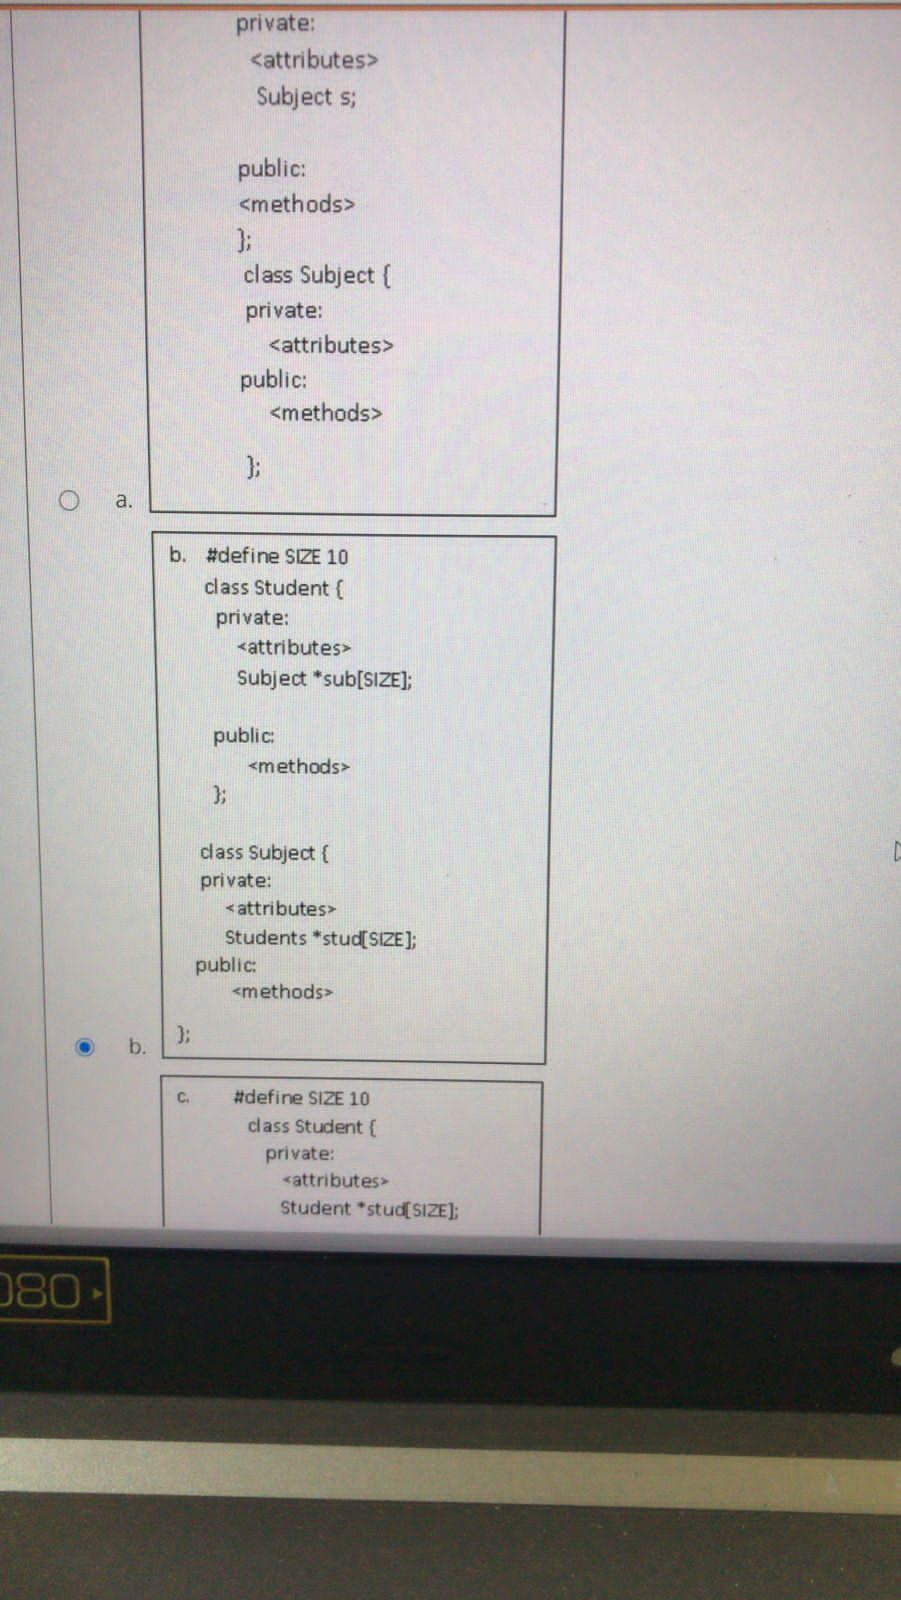 private:
<attributes>
Subject s;
public:
<methods>
};
class Subject {
private:
<attributes>
public:
<methods>
};
a.
b. #define SIZE 10
class Student {
private:
<attributes>
Subject *sub[SIZE];
public:
<methods>
};
class Subject {
private:
<attributes>
Students *stud[SIZE];
public:
<methods>
};
b.
c. #define SIZE 10
class Student {
private:
<attributes>
Student *stud[SIZE];
080